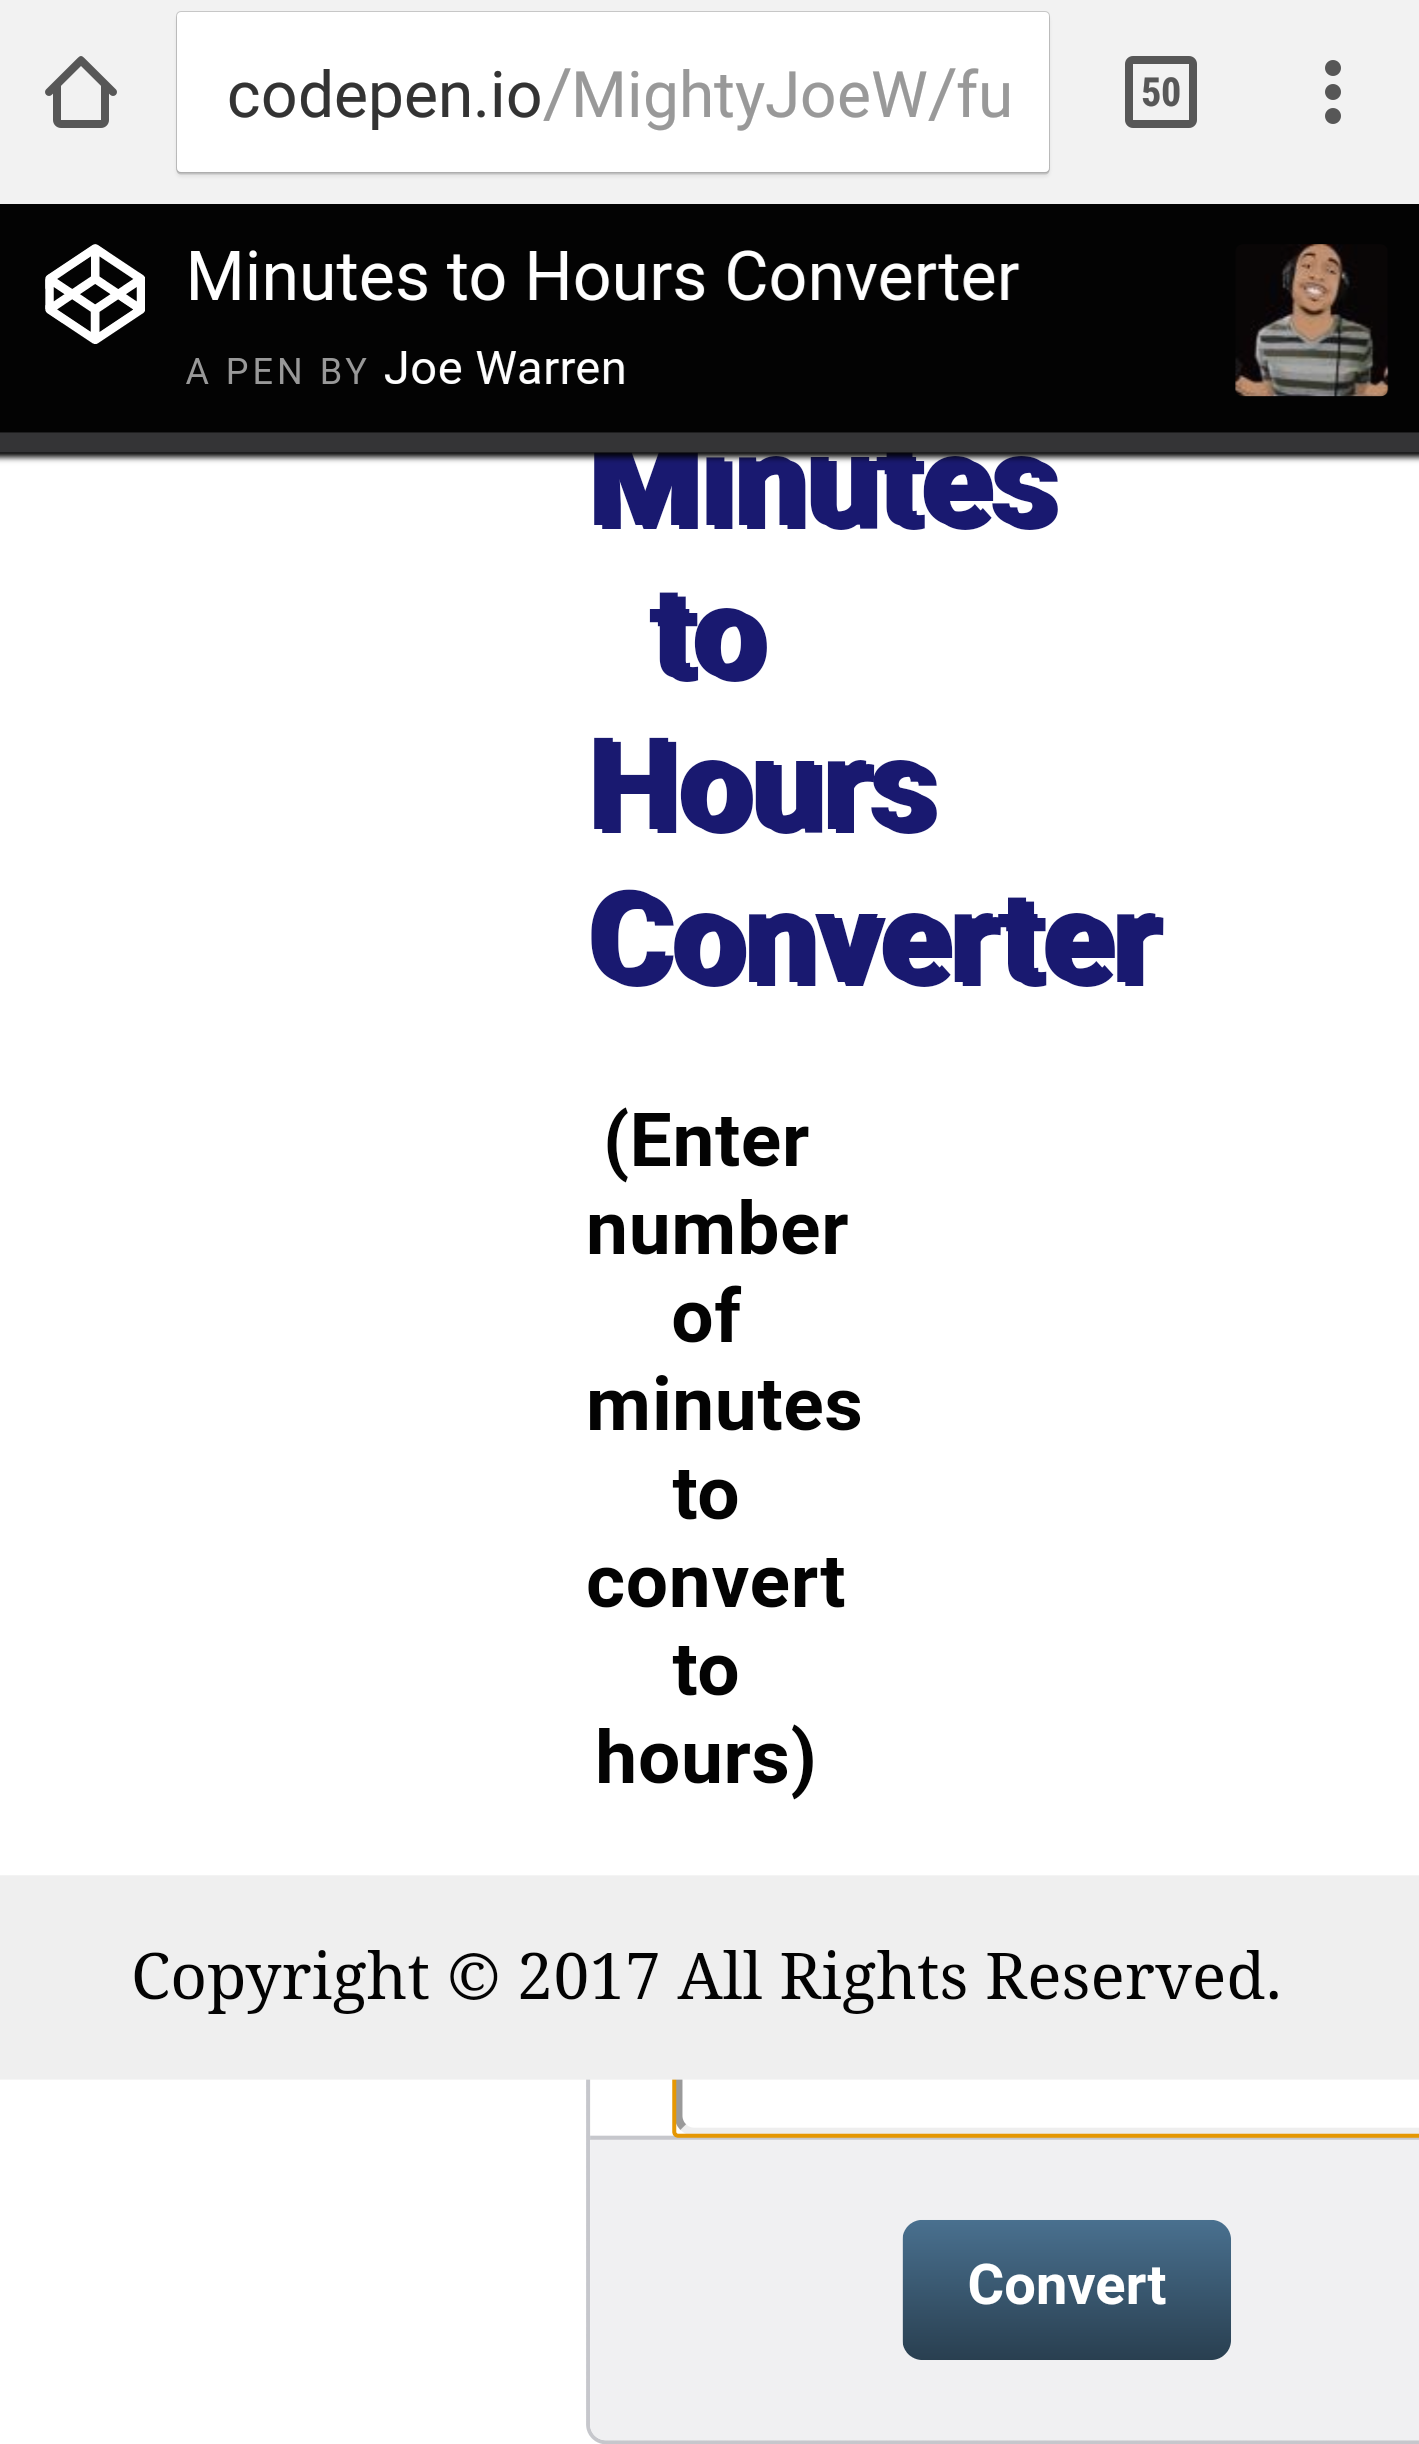 codepen.io/MightyJoeW/fu
50
Minutes to Hours Converter
A PEN BY Joe Warren
Minutes
to
Hours
Converter
(Enter
number
of
minutes
to
convert
to
hours)
Copyright © 2017 All Rights Reserved.
Convert